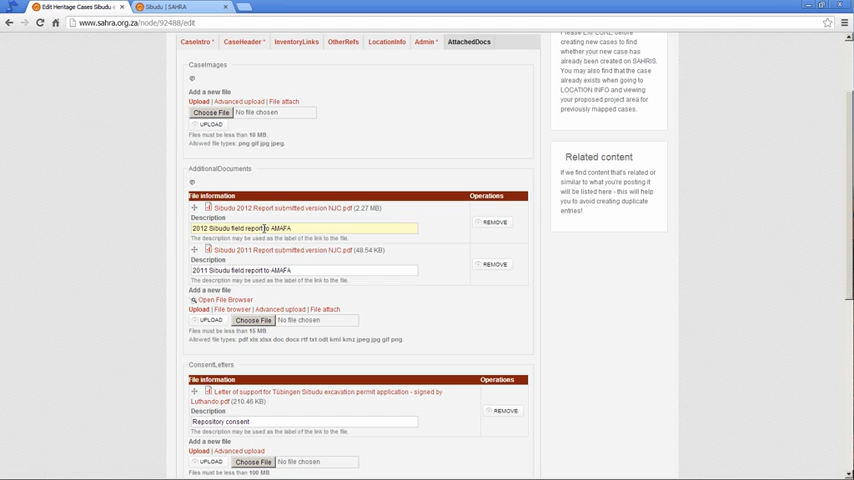 Edit Heritage Cases Sibudu e
Sibudu | SAHRA
www.sahra.org.za/node/92488/edit
CaseIntro *
CaseHeader *
InventoryLinks
OtherRefs
LocationInfo
Admin *
AttachedDocs
CaseImages
Add a new file
Upload | Advanced upload | File attach
Choose File No file chosen
UPLOAD
Files must be less than 10 MB.
Allowed file types: png gif jpg jpeg.
AdditionalDocuments
File information
Operations
Sibudu 2012 Report submitted version NJC.pdf (2.27 MB)
Description
2012 Sibudu field report to AMAFA
REMOVE
The description may be used as the label of the link to the file.
Sibudu 2011 Report submitted version NJC.pdf (48.54 KB)
Description
2011 Sibudu field report to AMAFA
REMOVE
The description may be used as the label of the link to the file.
Add a new file
Open File Browser
Upload | File browser | Advanced upload | File attach
UPLOAD
Choose File No file chosen
Files must be less than 15 MB.
Allowed file types: pdf xls xlsx doc docx rtf txt odt kml kmz jpeg jpg gif png.
ConsentLetters
File information
Operations
Letter of support for Tübingen Sibudu excavation permit application - signed by
Luthando.pdf (210.46 KB)
Description
Repository consent
REMOVE
The description may be used as the label of the link to the file.
Add a new file
Upload | Advanced upload
UPLOAD
Choose File No file chosen
Files must be less than 100 MB.
creating new cases to find
whether your new case has
already been created on SAHRIS.
You may also find that the case
already exists when going to
LOCATION INFO and viewing
your proposed project area for
previously mapped cases.
Related content
If we find content that's related or
similar to what you're posting it
will be listed here - this will help
you to avoid creating duplicate
entries!